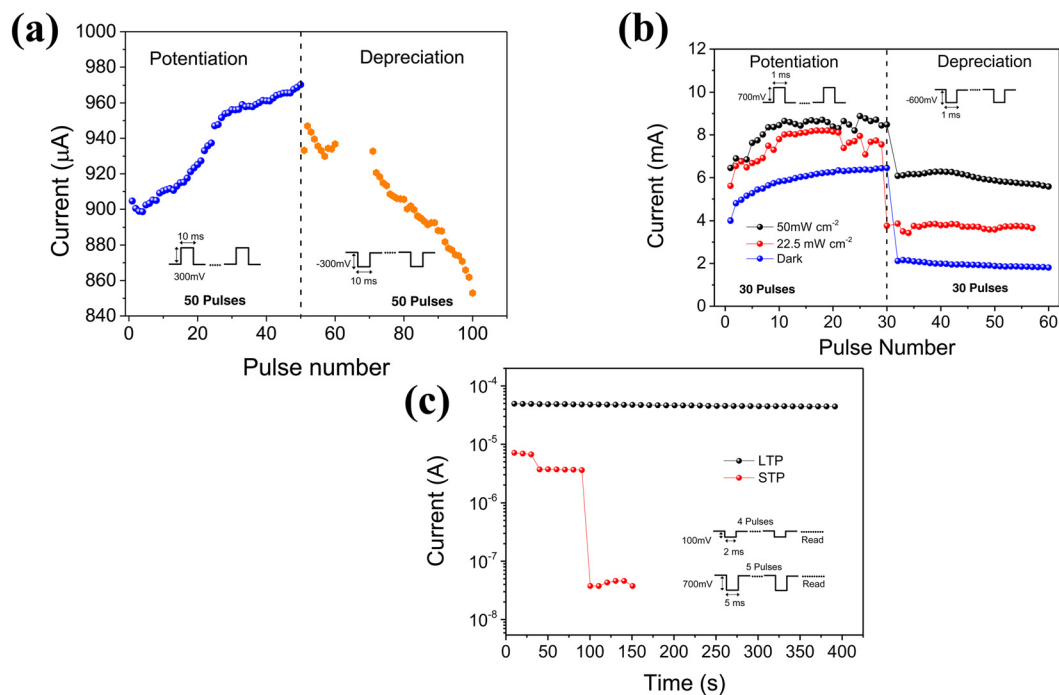 (a)
1000
980
960
940
920
900
880
860
840
Current (μA)
Potentiation
Depreciation
10 ms
300mV
50 Pulses
-300mV
10 ms
50 Pulses
0 20 40 60 80 100
Pulse number
(b)
12
10
8
6
4
2
0
Current (mA)
Potentiation
Depreciation
1 ms
700mV
-600mV
1 ms
50mW cm-2
22.5 mW cm-2
Dark
30 Pulses
30 Pulses
0 10 20 30 40 50 60
Pulse Number
(c)
10-4
10-5
10-6
10-7
10-8
Current (A)
LTP
STP
4 Pulses
100mV
2 ms
Read
5 Pulses
700mV
5 ms
Read
0 50 100 150 200 250 300 350 400
Time (s)